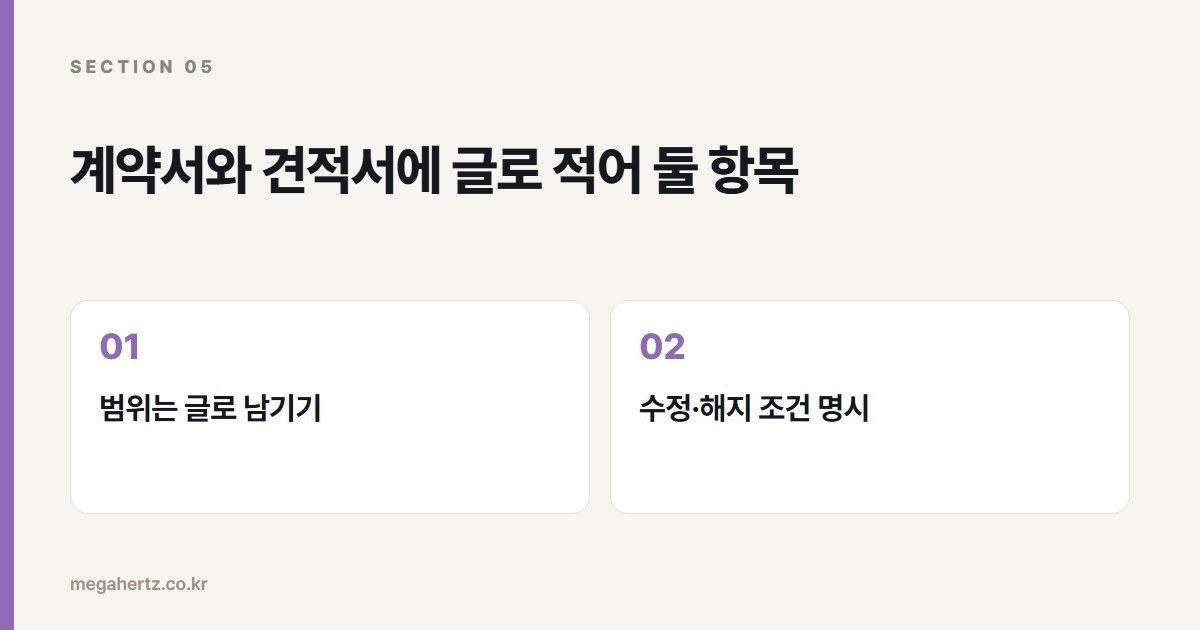 SECTION 05
계약서와 견적서에 글로 적어 둘 항목
01
범위는 글로 남기기
02
수정·해지 조건 명시
megahertz.co.kr